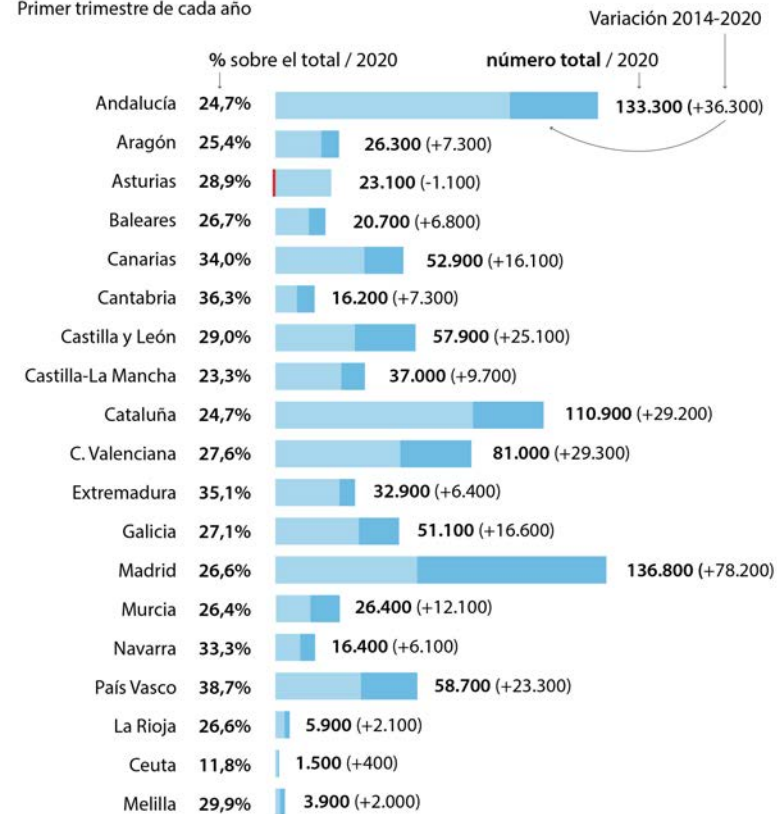 Primer trimestre de cada año
Variación 2014-2020
% sobre el total / 2020 número total / 2020
Andalucía 24,7% 133.300 (+36.300)
Aragón 25,4% 26.300 (+7.300)
Asturias 28,9% 23.100 (-1.100)
Baleares 26,7% 20.700 (+6.800)
Canarias 34,0% 52.900 (+16.100)
Cantabria 36,3% 16.200 (+7.300)
Castilla y León 29,0% 57.900 (+25.100)
Castilla-La Mancha 23,3% 37.000 (+9.700)
Cataluña 24,7% 110.900 (+29.200)
C. Valenciana 27,6% 81.000 (+29.300)
Extremadura 35,1% 32.900 (+6.400)
Galicia 27,1% 51.100 (+16.600)
Madrid 26,6% 136.800 (+78.200)
Murcia 26,4% 26.400 (+12.100)
Navarra 33,3% 16.400 (+6.100)
País Vasco 38,7% 58.700 (+23.300)
La Rioja 26,6% 5.900 (+2.100)
Ceuta 11,8% 1.500 (+400)
Melilla 29,9% 3.900 (+2.000)